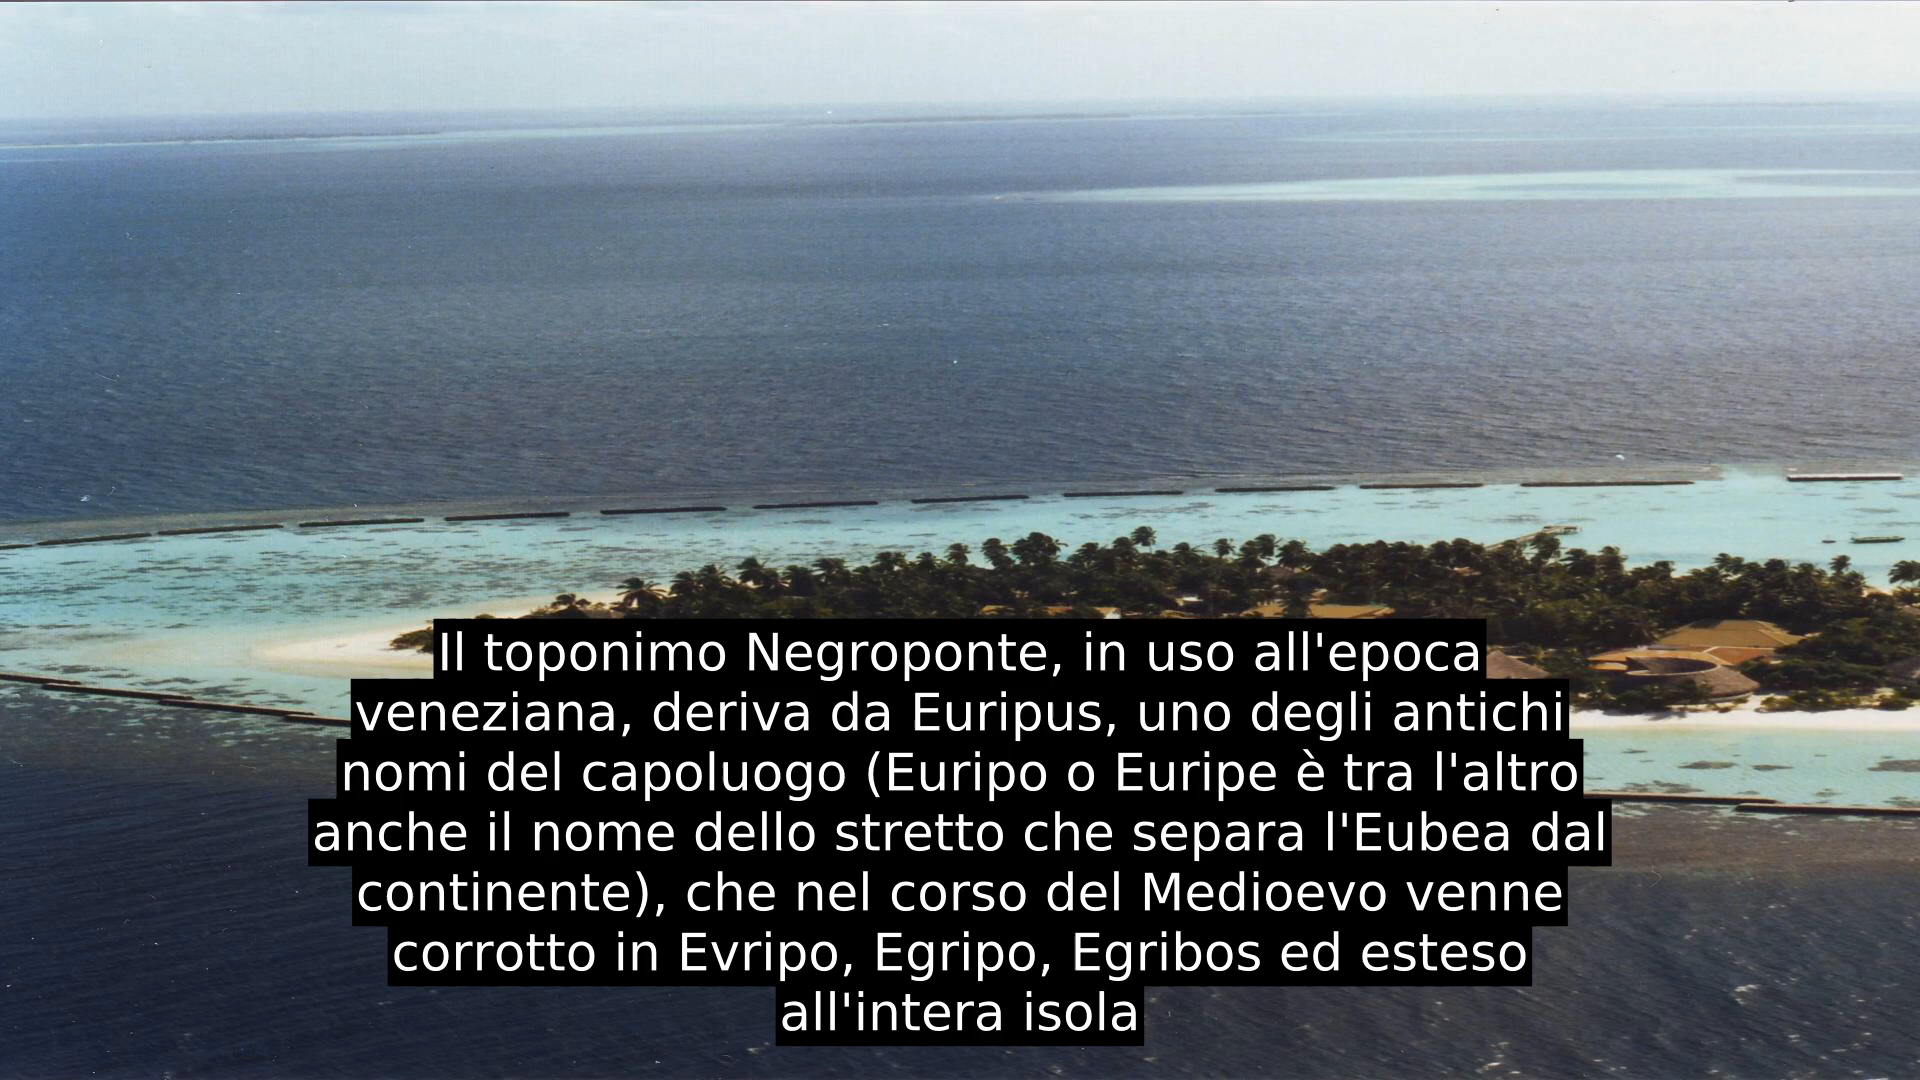 Il toponimo Negroponte, in uso all'epoca
veneziana, deriva da Euripus, uno degli antichi
nomi del capoluogo (Euripo o Euripe è tra l'altro
anche il nome dello stretto che separa l'Eubea dal
continente), che nel corso del Medioevo venne
corrotto in Evripo, Egripo, Egribos ed esteso
all'intera isola